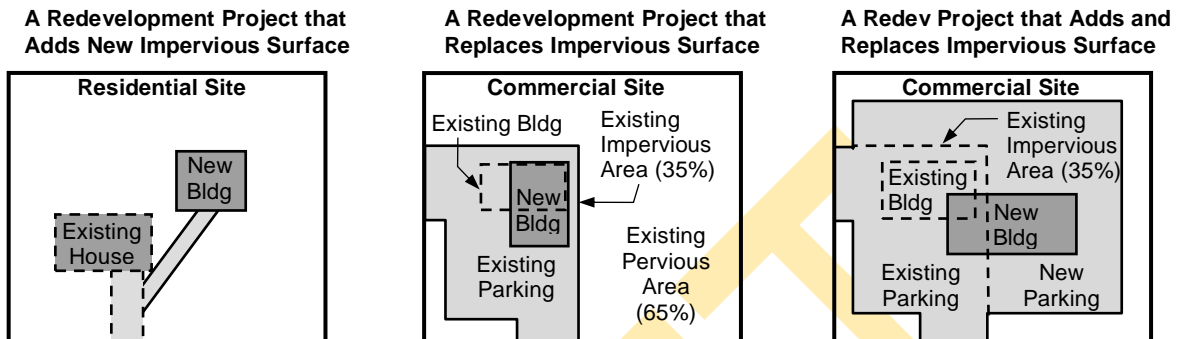 A Redevelopment Project that
Adds New Impervious Surface
Residential Site
New
Bldg
Existing
House
A Redevelopment Project that
Replaces Impervious Surface
Commercial Site
Existing Bldg
Existing
Impervious
Area (35%)
New
Bldg
Existing
Pervious
Area
(65%)
Existing
Parking
A Redev Project that Adds and
Replaces Impervious Surface
Commercial Site
Existing
Impervious
Area (35%)
Existing
Bldg
New
Bldg
Existing
Parking
New
Parking